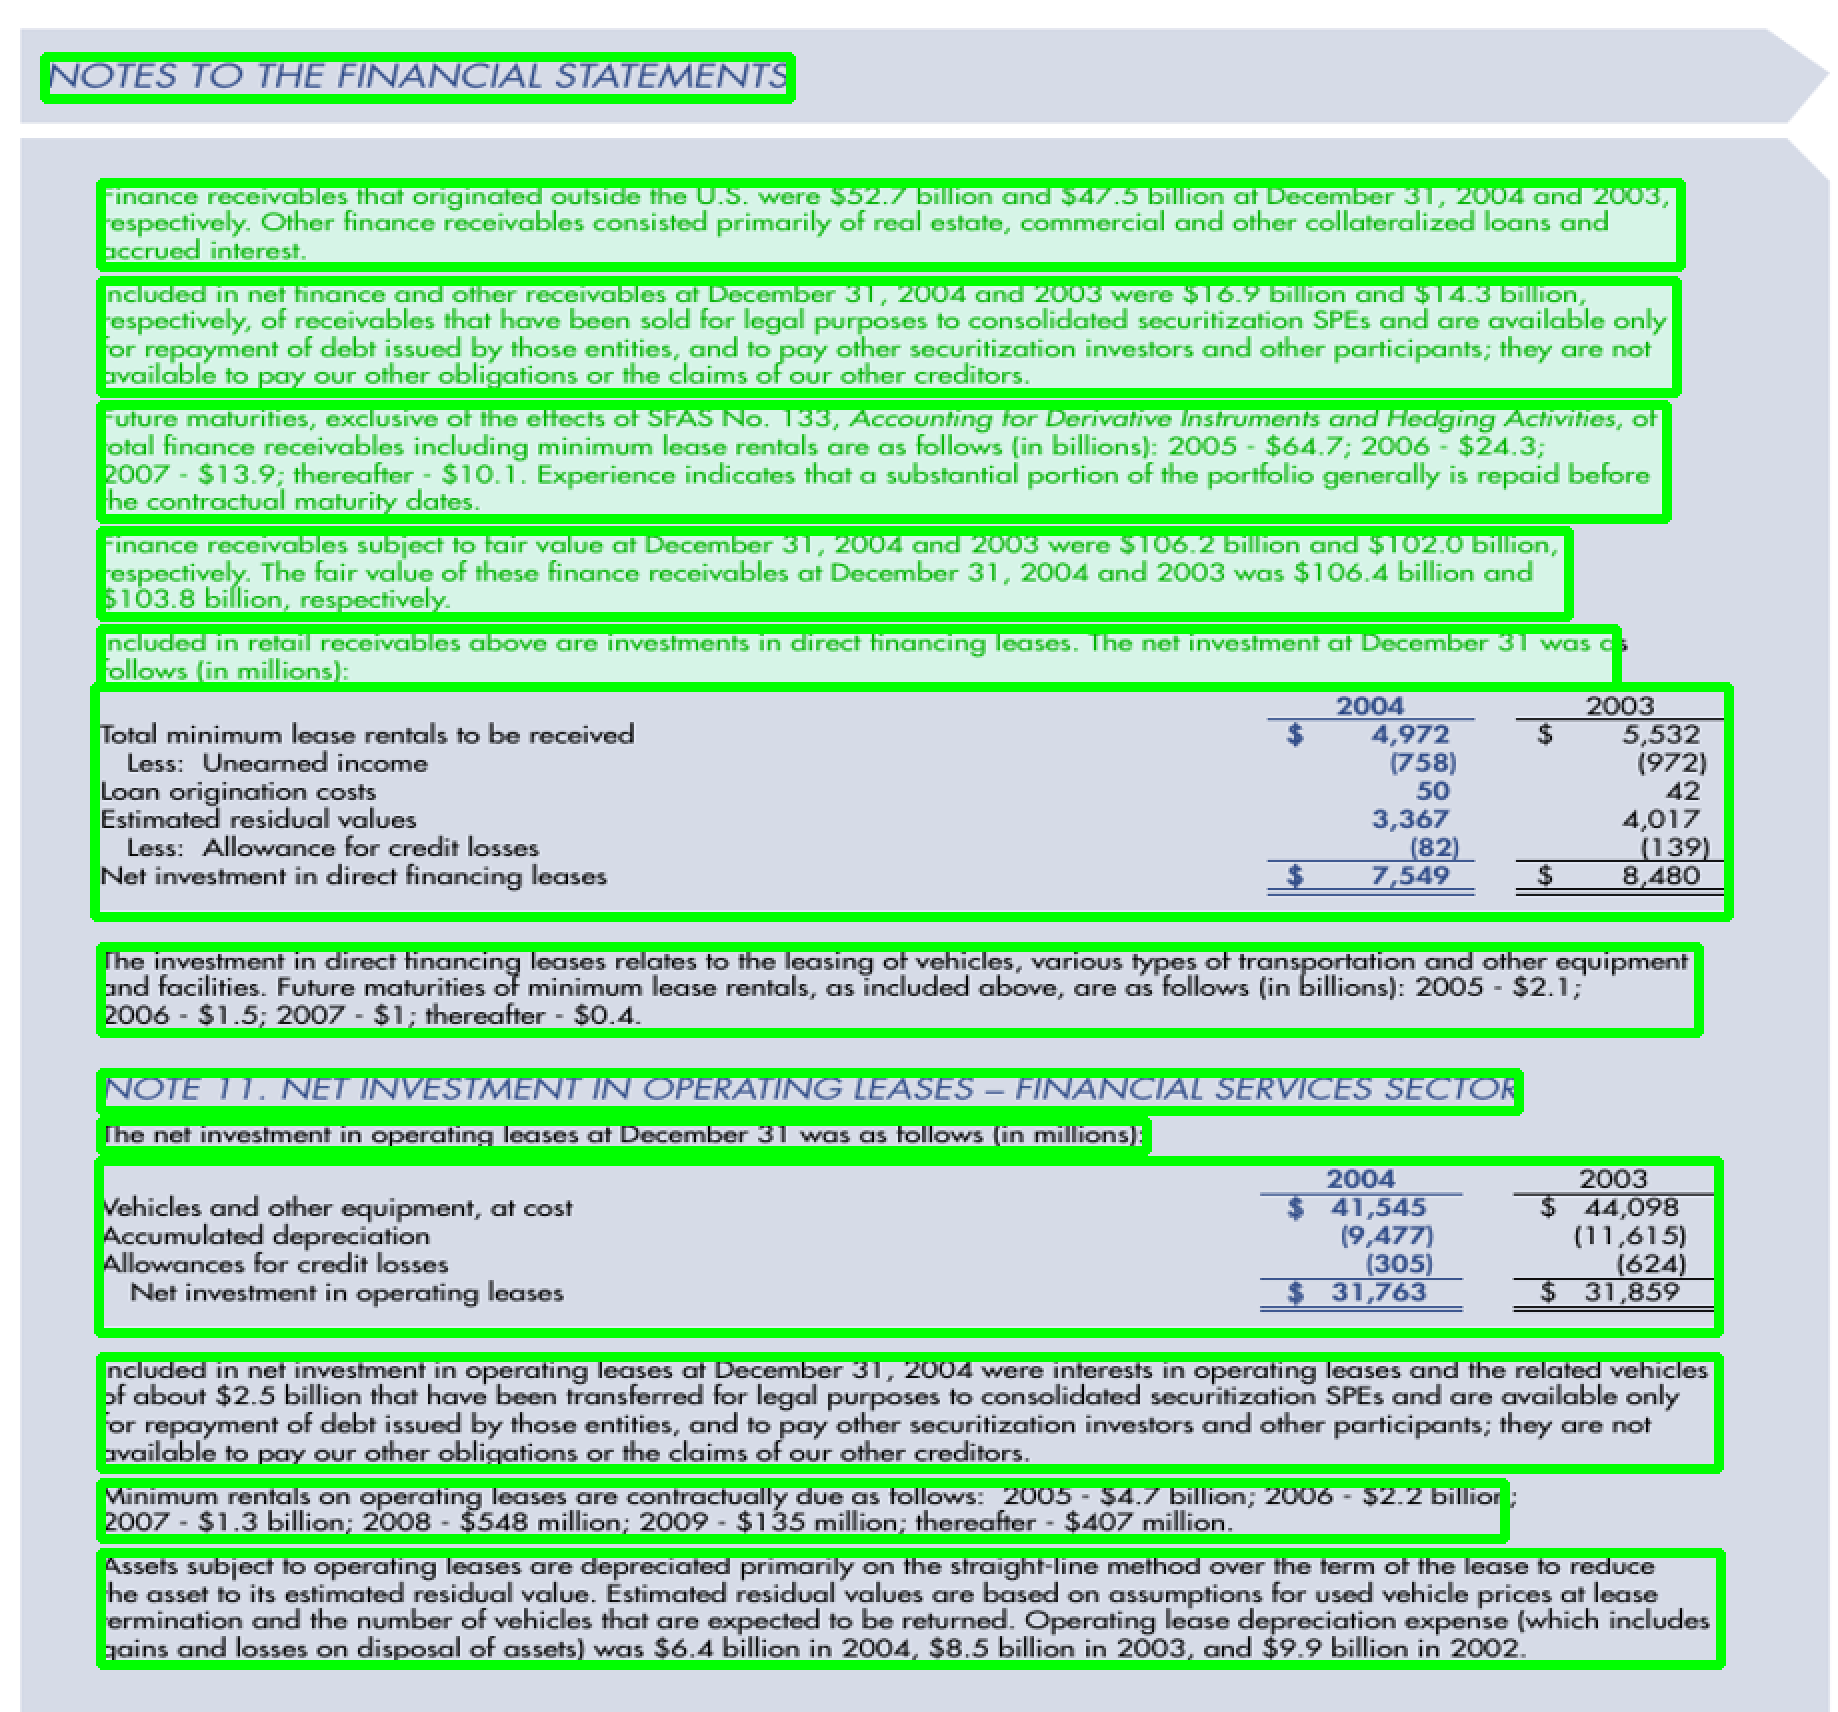 NOTES TO THE FINANCIAL STATEMENTS
Finance receivables that originated outside the U.S. were $52.7 billion and $47.5 billion at December 31, 2004 and 2003,
respectively. Other finance receivables consisted primarily of real estate, commercial and other collateralized loans and
accrued interest.
Included in net finance and other receivables at December 31, 2004 and 2003 were $16.9 billion and $14.3 billion,
respectively, of receivables that have been sold for legal purposes to consolidated securitization SPEs and are available only
for repayment of debt issued by those entities, and to pay other securitization investors and other participants; they are not
available to pay our other obligations or the claims of our other creditors.
Future maturities, exclusive of the effects of SFAS No. 133, Accounting for Derivative Instruments and Hedging Activities, of
total finance receivables including minimum lease rentals are as follows (in billions): 2005 - $64.7; 2006 - $24.3;
2007 - $13.9; thereafter - $10.1. Experience indicates that a substantial portion of the portfolio generally is repaid before
the contractual maturity dates.
Finance receivables subject to fair value at December 31, 2004 and 2003 were $106.2 billion and $102.0 billion,
respectively. The fair value of these finance receivables at December 31, 2004 and 2003 was $106.4 billion and
$103.8 billion, respectively.
Included in retail receivables above are investments in direct financing leases. The net investment at December 31 was as
follows (in millions):
2004 2003
Total minimum lease rentals to be received $ 4,972 $ 5,532
Less: Unearned income (758) (972)
Loan origination costs 50 42
Estimated residual values 3,367 4,017
Less: Allowance for credit losses (82) (139)
Net investment in direct financing leases $ 7,549 $ 8,480
The investment in direct financing leases relates to the leasing of vehicles, various types of transportation and other equipment
and facilities. Future maturities of minimum lease rentals, as included above, are as follows (in billions): 2005 - $2.1;
2006 - $1.5; 2007 - $1; thereafter - $0.4.
NOTE 11. NET INVESTMENT IN OPERATING LEASES – FINANCIAL SERVICES SECTOR
The net investment in operating leases at December 31 was as follows (in millions):
2004 2003
Vehicles and other equipment, at cost $ 41,545 $ 44,098
Accumulated depreciation (9,477) (11,615)
Allowances for credit losses (305) (624)
Net investment in operating leases $ 31,763 $ 31,859
Included in net investment in operating leases at December 31, 2004 were interests in operating leases and the related vehicles
of about $2.5 billion that have been transferred for legal purposes to consolidated securitization SPEs and are available only
for repayment of debt issued by those entities, and to pay other securitization investors and other participants; they are not
available to pay our other obligations or the claims of our other creditors.
Minimum rentals on operating leases are contractually due as follows: 2005 - $4.7 billion; 2006 - $2.2 billion;
2007 - $1.3 billion; 2008 - $548 million; 2009 - $135 million; thereafter - $407 million.
Assets subject to operating leases are depreciated primarily on the straight-line method over the term of the lease to reduce
the asset to its estimated residual value. Estimated residual values are based on assumptions for used vehicle prices at lease
termination and the number of vehicles that are expected to be returned. Operating lease depreciation expense (which includes
gains and losses on disposal of assets) was $6.4 billion in 2004, $8.5 billion in 2003, and $9.9 billion in 2002.